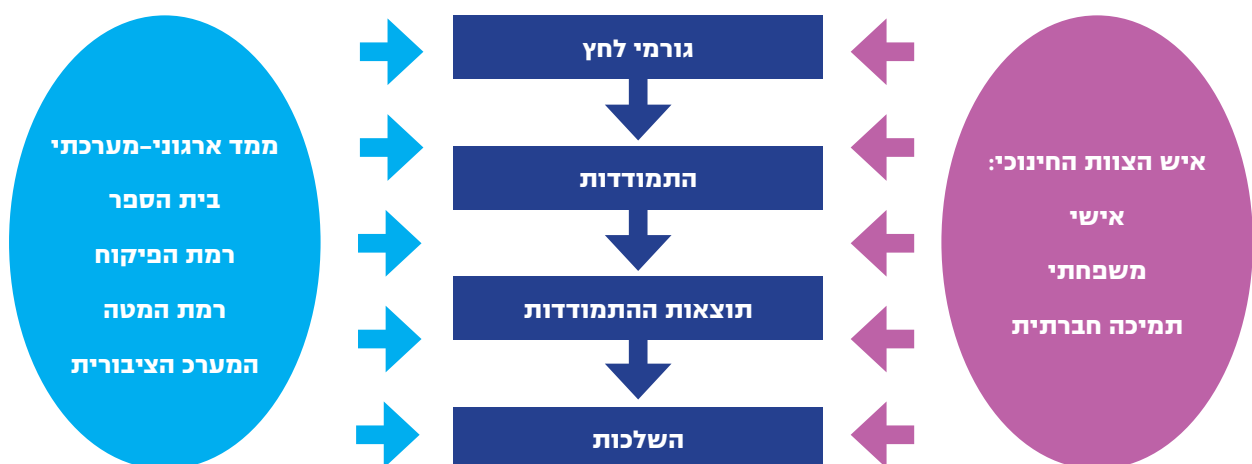 איש הצוות החינוכי:
אישי
משפחתי
תמיכה חברתית
גורמי לחץ
התמודדות
תוצאות ההתמודדות
השלכות
ממד ארגוני-מערכתי
בית הספר
רמת הפיקוח
רמת המטה
המערכ הציבורית